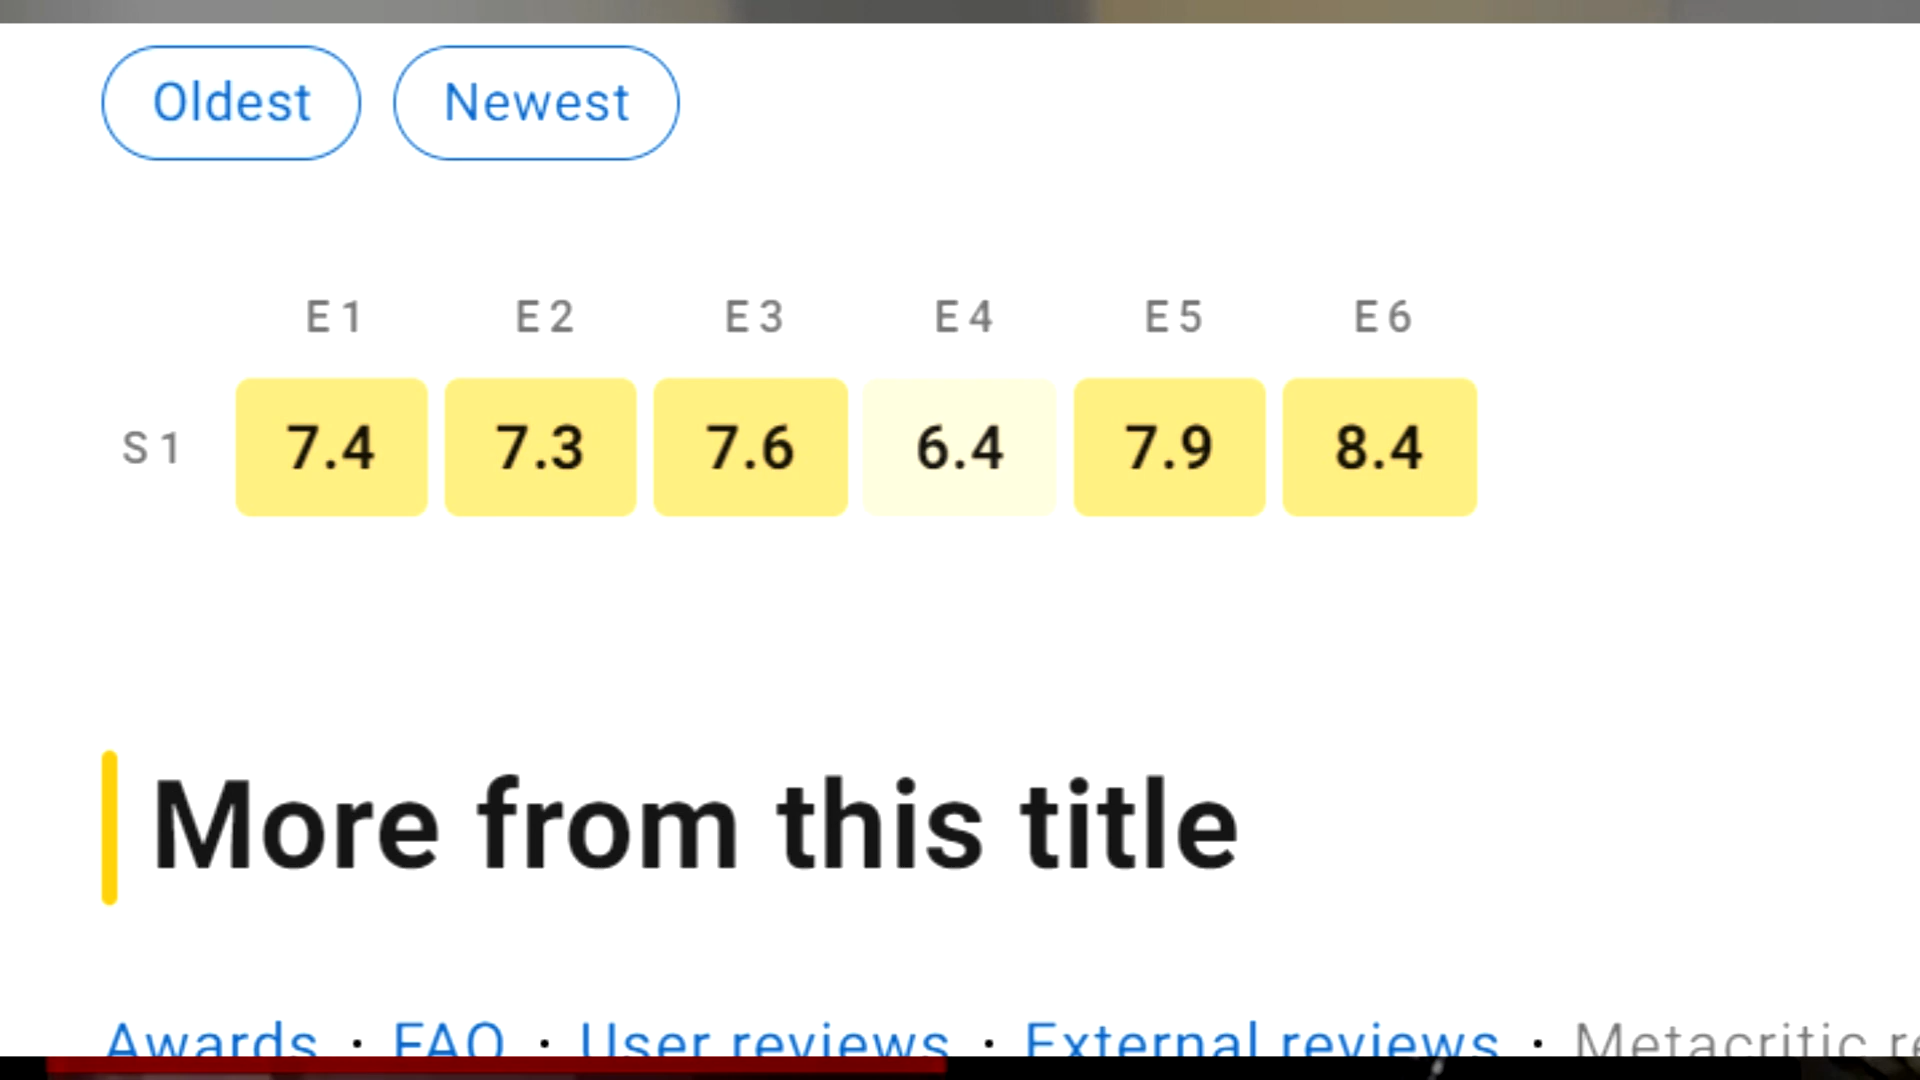 Oldest Newest
E1 E2 E3 E4 E5 E6
S1 7.4 7.3 7.6 6.4 7.9 8.4
More from this title
Awards · FAQ · User reviews · External reviews · Metacritic